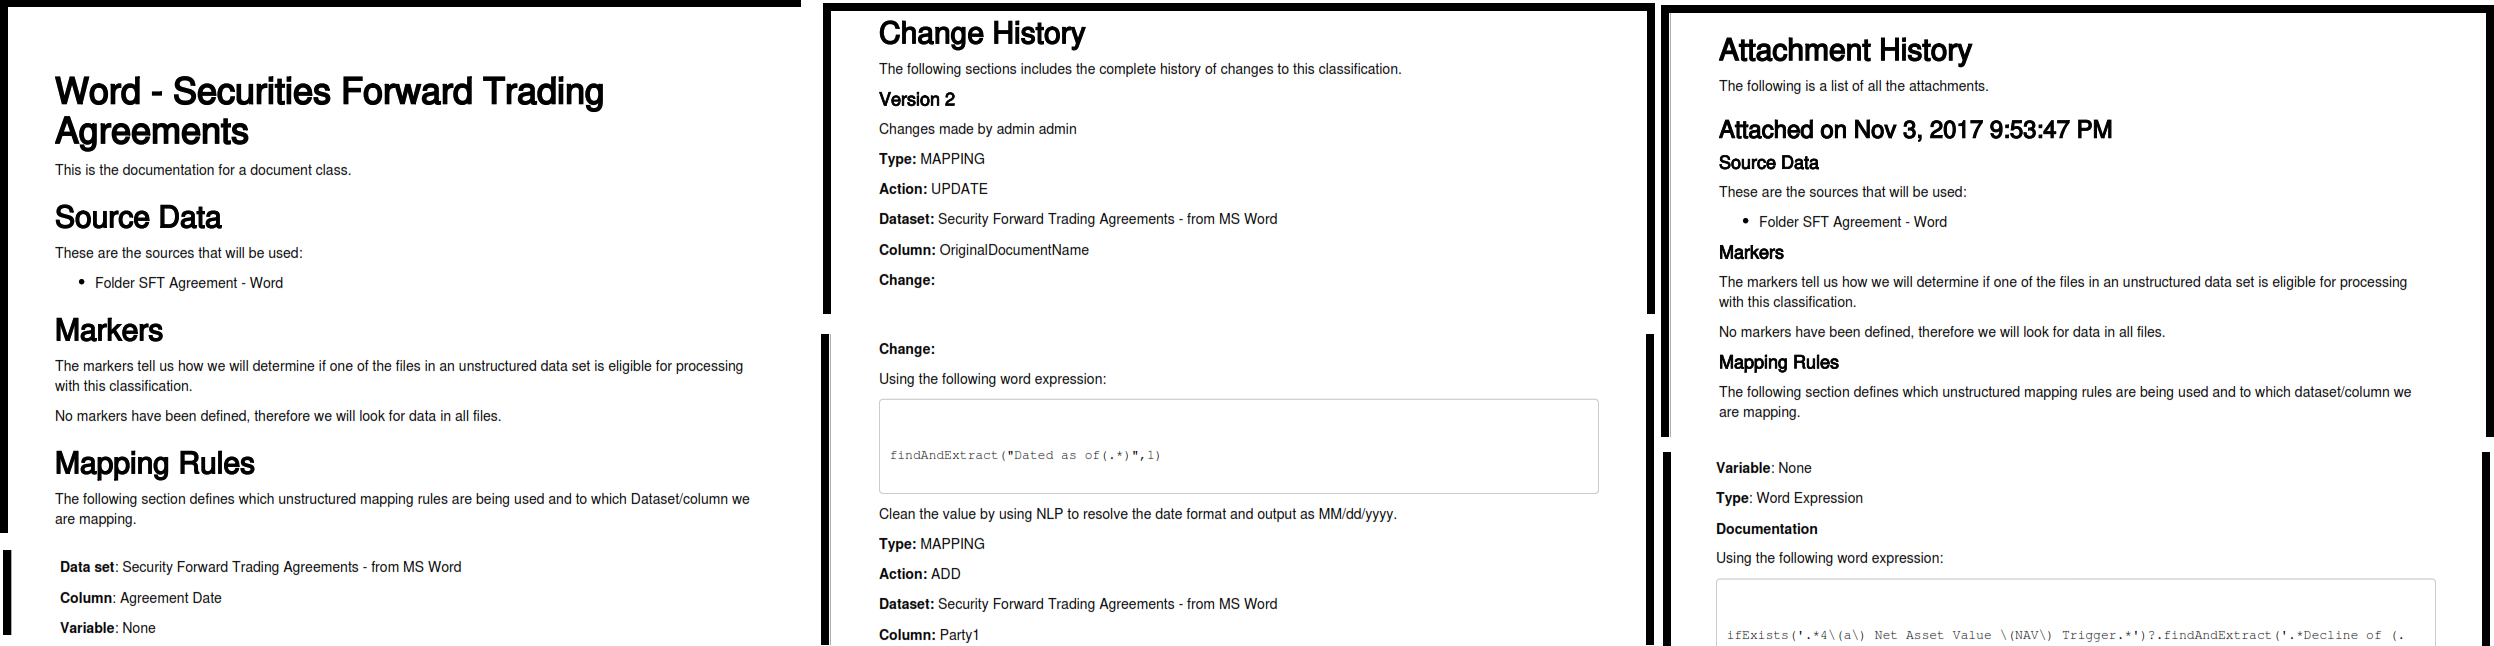 Word - Securities Forward Trading
Agreements
This is the documentation for a document class.
Source Data
These are the sources that will be used:
• Folder SFT Agreement - Word
Markers
The markers tell us how we will determine if one of the files in an unstructured data set is eligible for processing
with this classification.
No markers have been defined, therefore we will look for data in all files.
Mapping Rules
The following section defines which unstructured mapping rules are being used and to which Dataset/column we
are mapping.
Data set: Security Forward Trading Agreements - from MS Word
Column: Agreement Date
Variable: None
Change History
The following sections includes the complete history of changes to this classification.
Version 2
Changes made by admin admin
Type: MAPPING
Action: UPDATE
Dataset: Security Forward Trading Agreements - from MS Word
Column: OriginalDocumentName
Change:
Change:
Using the following word expression:
findAndExtract("Dated as of(.*)",1)
Clean the value by using NLP to resolve the date format and output as MM/dd/yyyy.
Type: MAPPING
Action: ADD
Dataset: Security Forward Trading Agreements - from MS Word
Column: Party1
Attachment History
The following is a list of all the attachments.
Attached on Nov 3, 2017 9:53:47 PM
Source Data
These are the sources that will be used:
• Folder SFT Agreement - Word
Markers
The markers tell us how we will determine if one of the files in an unstructured data set is eligible for processing
with this classification.
No markers have been defined, therefore we will look for data in all files.
Mapping Rules
The following section defines which unstructured mapping rules are being used and to which dataset/column we
are mapping.
Variable: None
Type: Word Expression
Documentation
Using the following word expression:
ifExists('.*4\(a\) Net Asset Value \(NAV\) Trigger.*')?.findAndExtract('.*Decline of (.